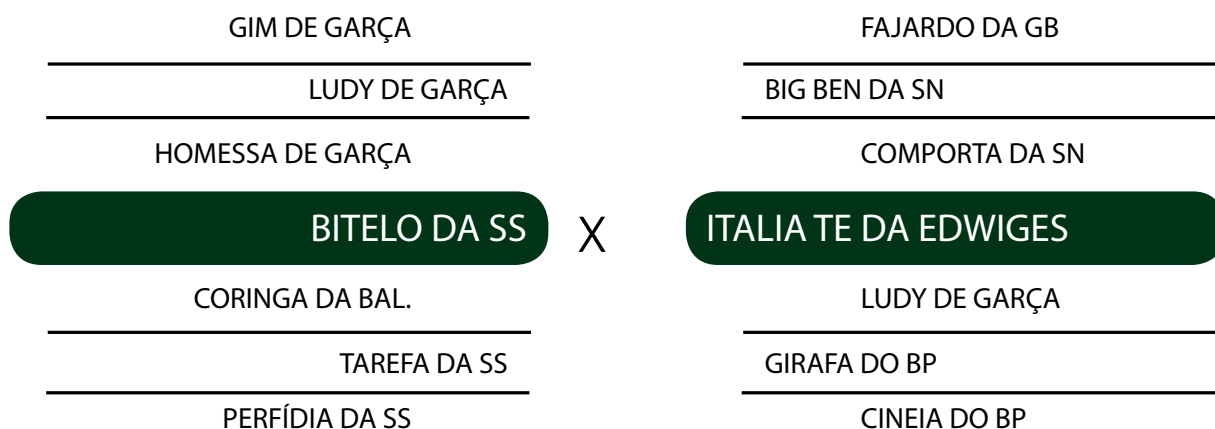 GIM DE GARÇA
FAJARDO DA GB
LUDY DE GARÇA
BIG BEN DA SN
HOMESSA DE GARÇA
COMPORTA DA SN
BITELO DA SS X ITALIA TE DA EDWIGES
CORINGA DA BAL.
LUDY DE GARÇA
TAREFA DA SS
GIRAFA DO BP
PERFÍDIA DA SS
CINEIA DO BP